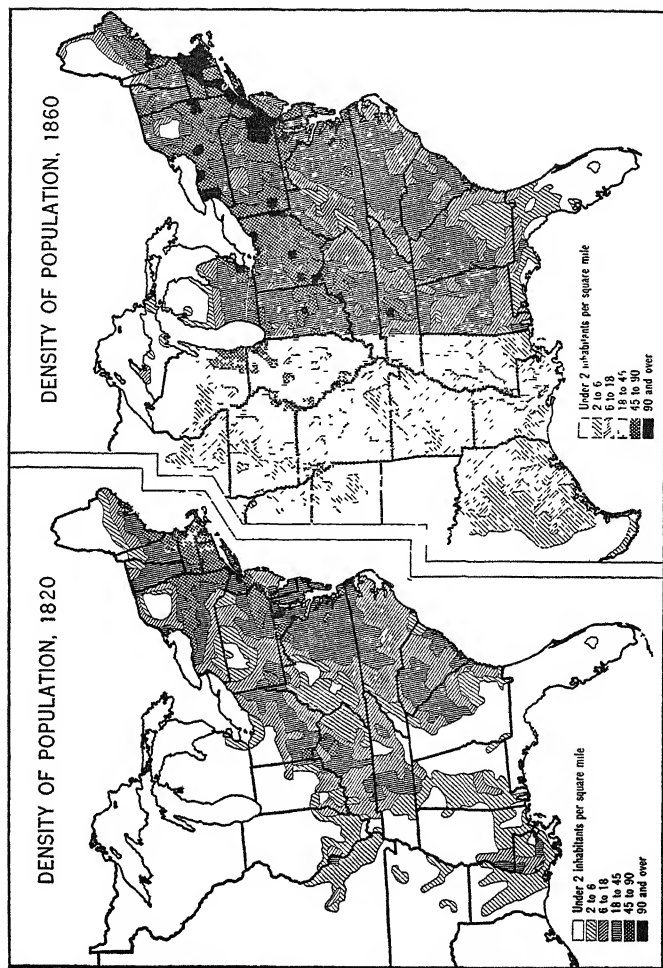 DENSITY OF POPULATION, 1820
Under 2 inhabitants per square mile
2 to 6
6 to 18
18 to 45
45 to 90
90 and over
DENSITY OF POPULATION, 1860
Under 2 inhabitants per square mile
2 to 6
6 to 18
18 to 45
45 to 90
90 and over